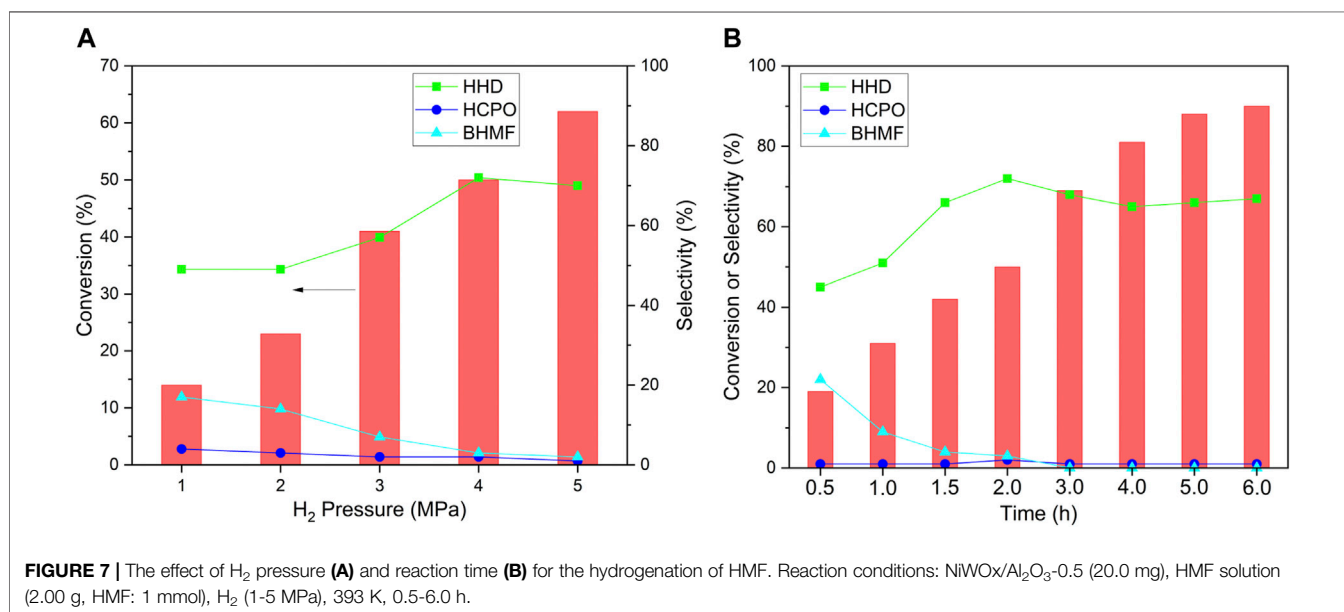 A
HHD
HCPO
BHMF
Conversion (%)
70
60
50
40
30
20
10
0
100
80
60
40
20
0
Selectivity (%)
1 2 3 4 5
H₂ Pressure (MPa)
B
HHD
HCPO
BHMF
Conversion or Selectivity (%)
100
80
60
40
20
0
0.5 1.0 1.5 2.0 3.0 4.0 5.0 6.0
Time (h)
FIGURE 7 | The effect of H₂ pressure (A) and reaction time (B) for the hydrogenation of HMF. Reaction conditions: NiWOx/Al₂O₃-0.5 (20.0 mg), HMF solution
(2.00 g, HMF: 1 mmol), H₂ (1-5 MPa), 393 K, 0.5-6.0 h.